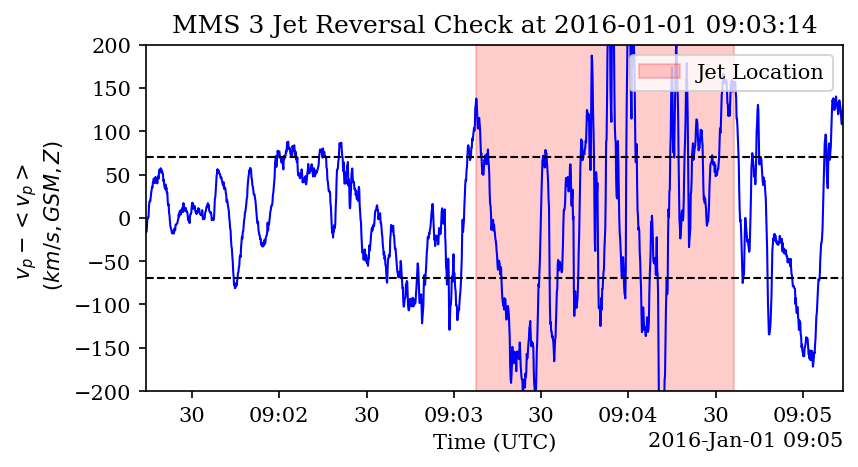 MMS 3 Jet Reversal Check at 2016-01-01 09:03:14
v_p − < v_p >
(km/s, GSM, Z)
200
150
100
50
0
−50
−100
−150
−200
Jet Location
30 09:02 30 09:03 30 09:04 30 09:05
Time (UTC)
2016-Jan-01 09:05